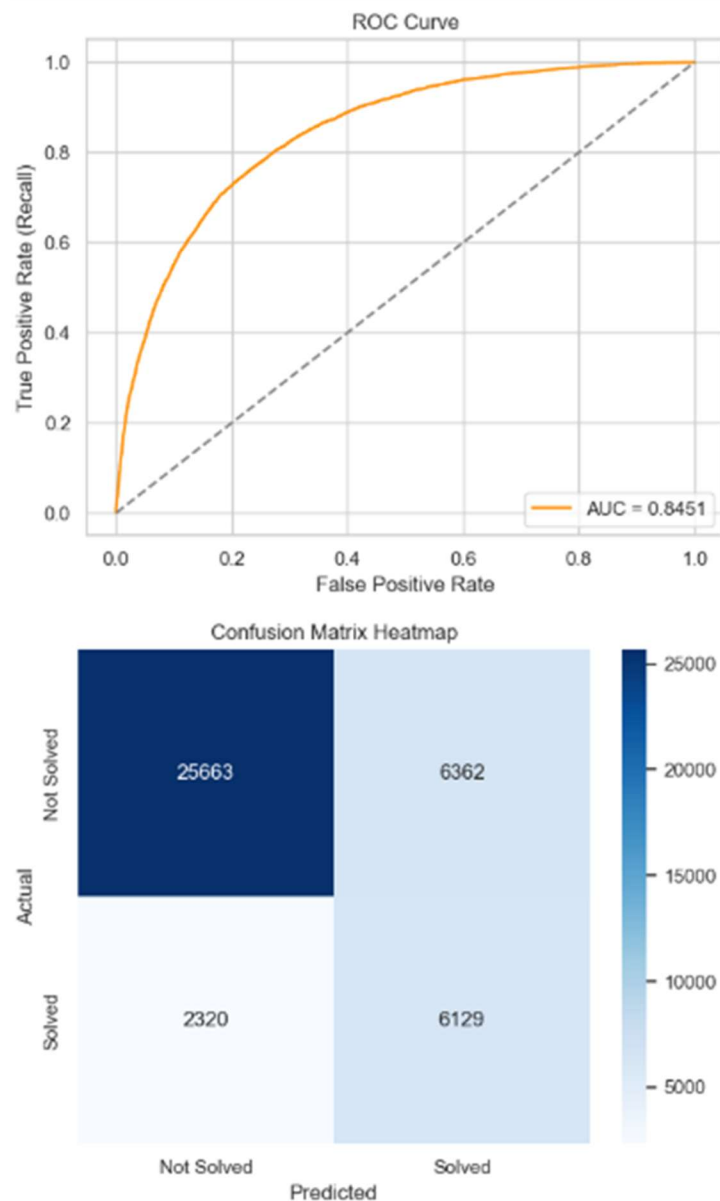 ROC Curve
1.0
0.8
0.6
0.4
0.2
0.0
True Positive Rate (Recall)
AUC = 0.8451
0.0 0.2 0.4 0.6 0.8 1.0
False Positive Rate
Confusion Matrix Heatmap
Actual
Not Solved
25663 6362
Solved
2320 6129
Not Solved Solved
Predicted
25000
20000
15000
10000
5000